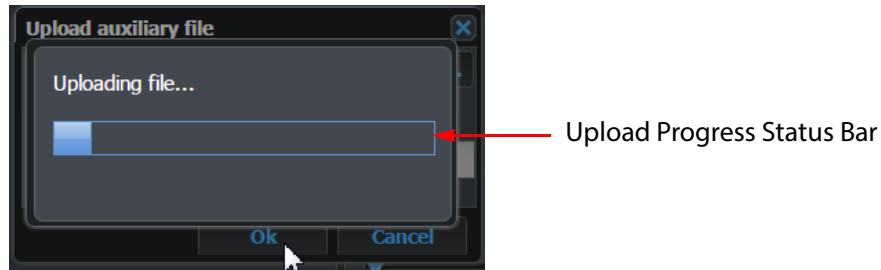 Upload auxiliary file
Uploading file...
Upload Progress Status Bar
Ok
Cancel